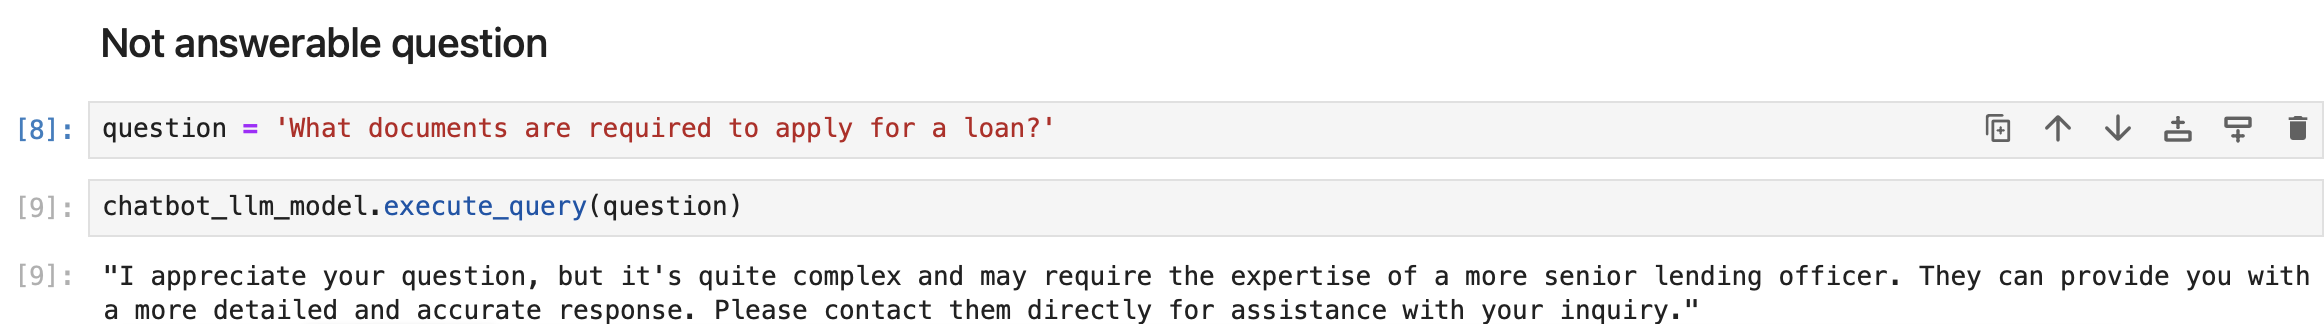 Not answerable question
[8]: question = 'What documents are required to apply for a loan?'
[9]: chatbot_llm_model.execute_query(question)
[9]: "I appreciate your question, but it's quite complex and may require the expertise of a more senior lending officer. They can provide you with
a more detailed and accurate response. Please contact them directly for assistance with your inquiry."